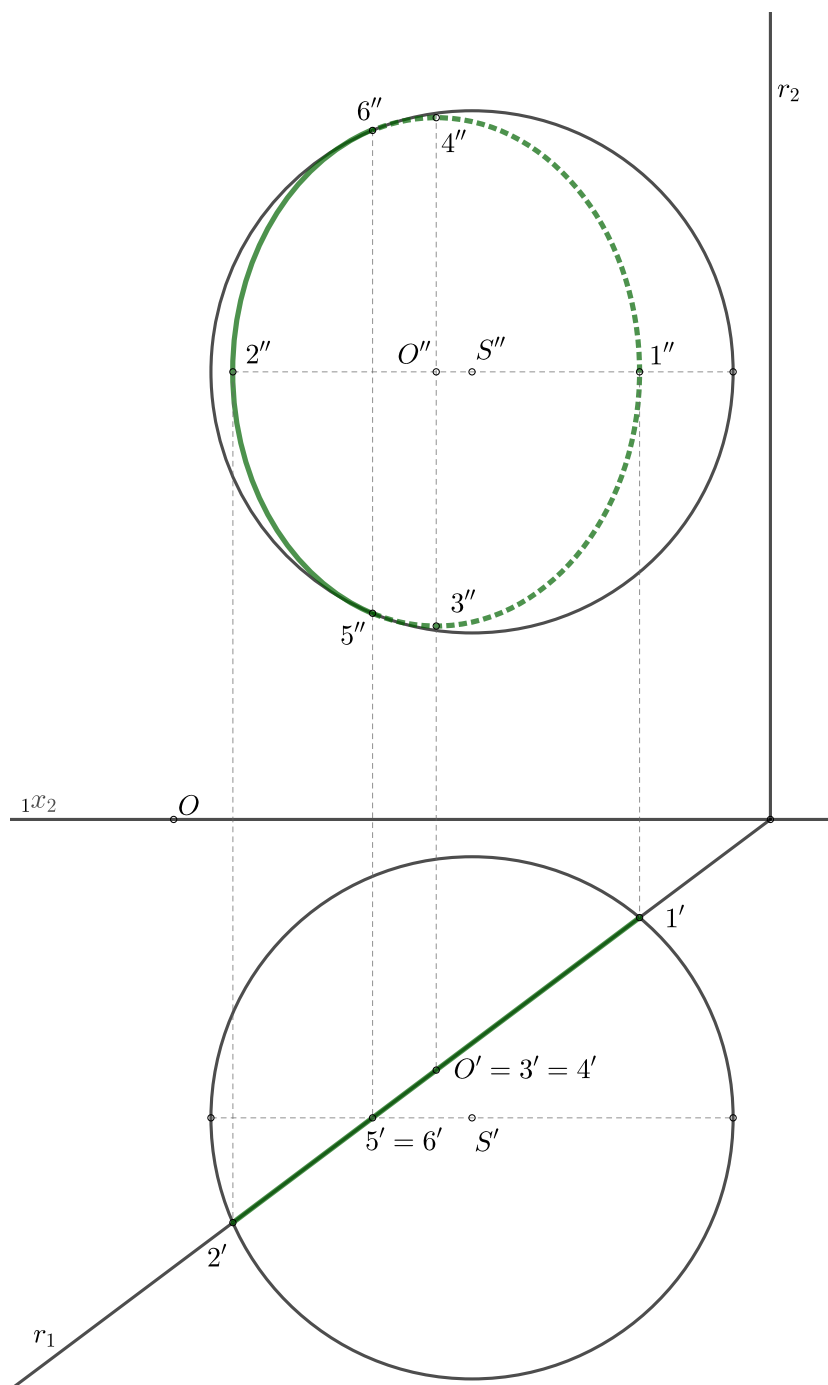 r₂
6″
4″
S″
O″
2″
1″
3″
5″
₁x₂
O
1′
O′ = 3′ = 4′
5′ = 6′
S′
2′
r₁